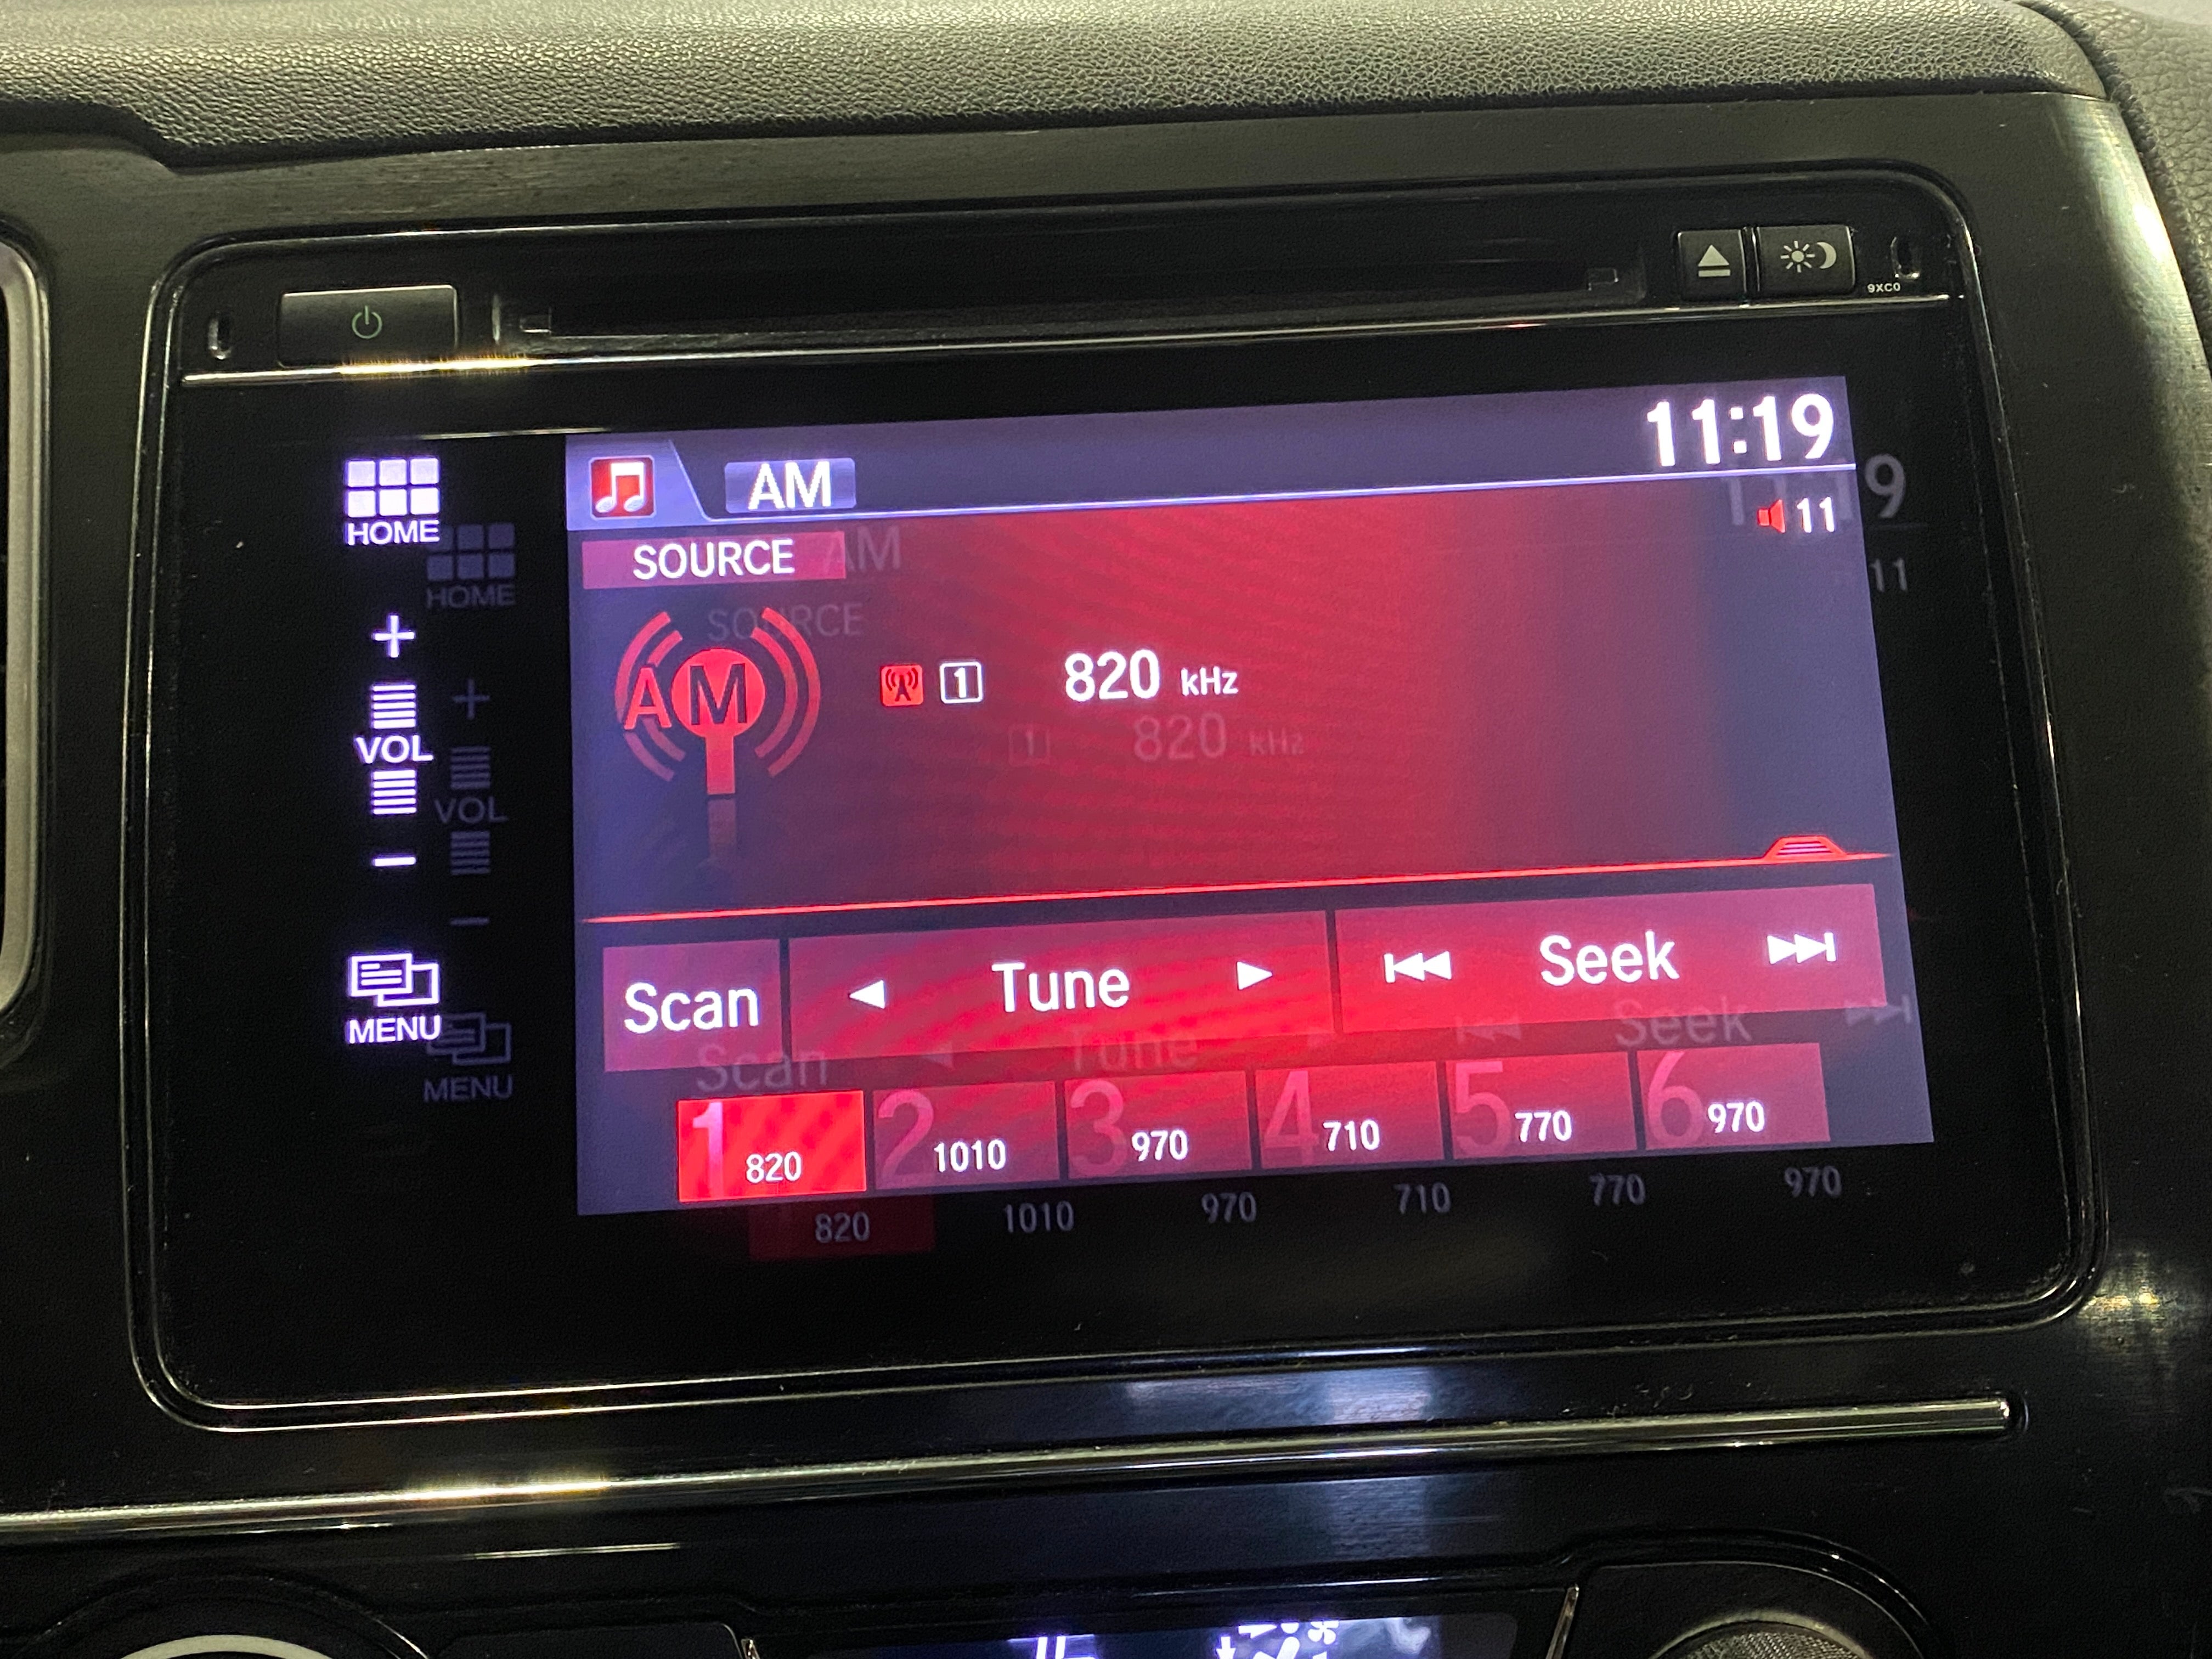 9XC0
AM 11:19
HOME
11
SOURCE
AM 1 820 kHz
+
VOL
−
Scan Tune Seek
MENU
1 820 2 1010 3 970 4 710 5 770 6 970